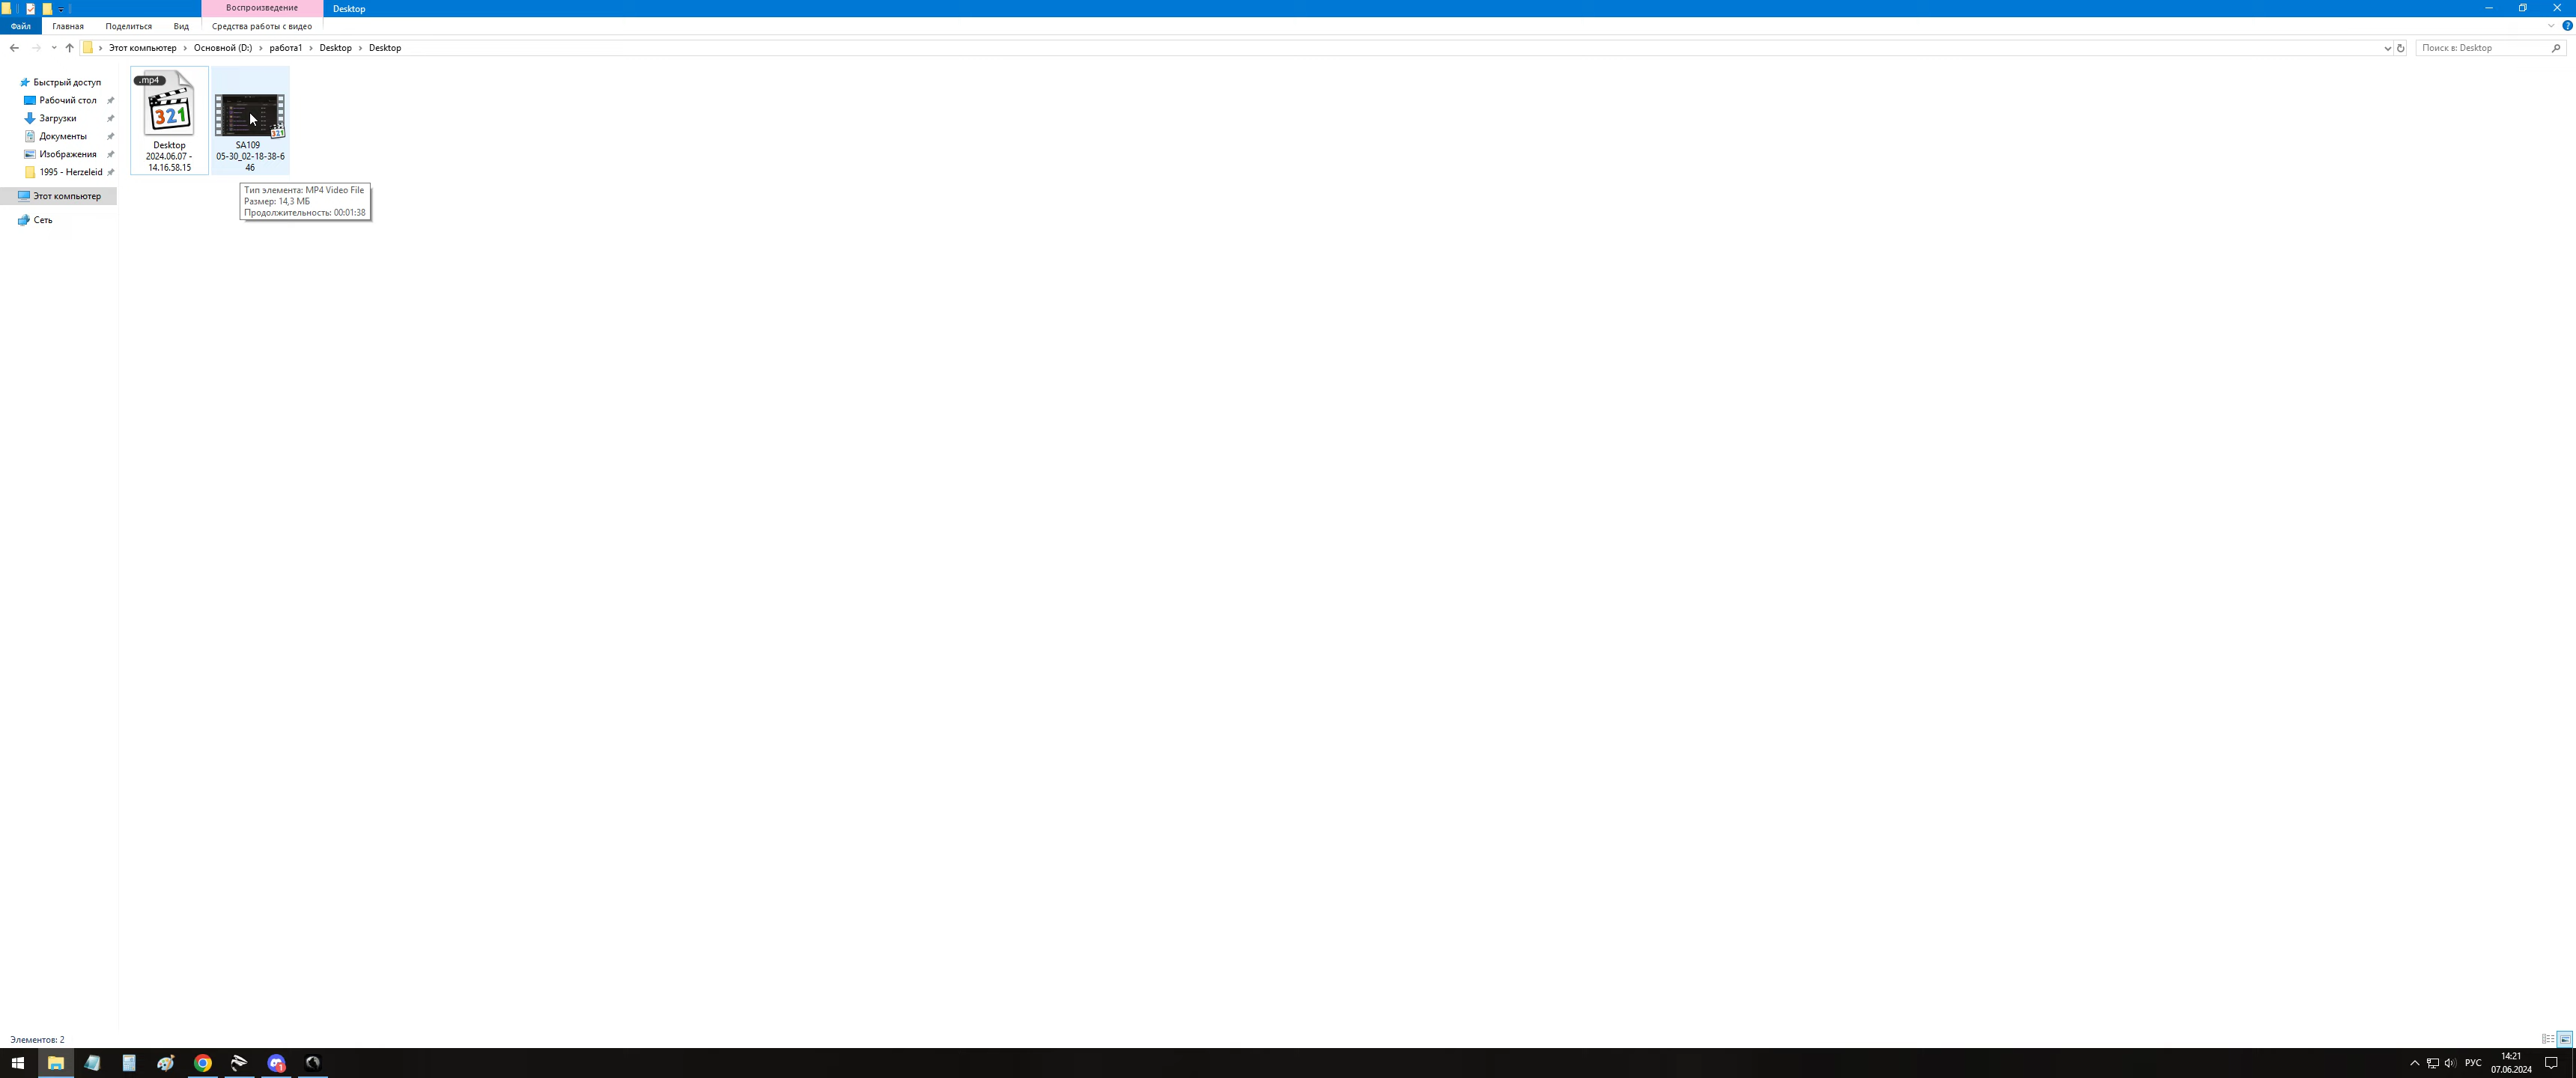 Воспроизведение
Desktop
Файл
Главная
Поделиться
Вид
Средства работы с видео
Этот компьютер
Основной (D:)
работа1
Desktop
Desktop
Поиск в: Desktop
Быстрый доступ
Рабочий стол
Загрузки
Документы
Изображения
1995 - Herzeleid
Этот компьютер
Сеть
.mp4
321
Desktop
2024.06.07 -
14.16.58.15
321
SA109
05-30_02-18-38-6
46
Тип элемента: MP4 Video File
Размер: 14,3 МБ
Продолжительность: 00:01:38
Элементов: 2
1
РУС
14:21
07.06.2024